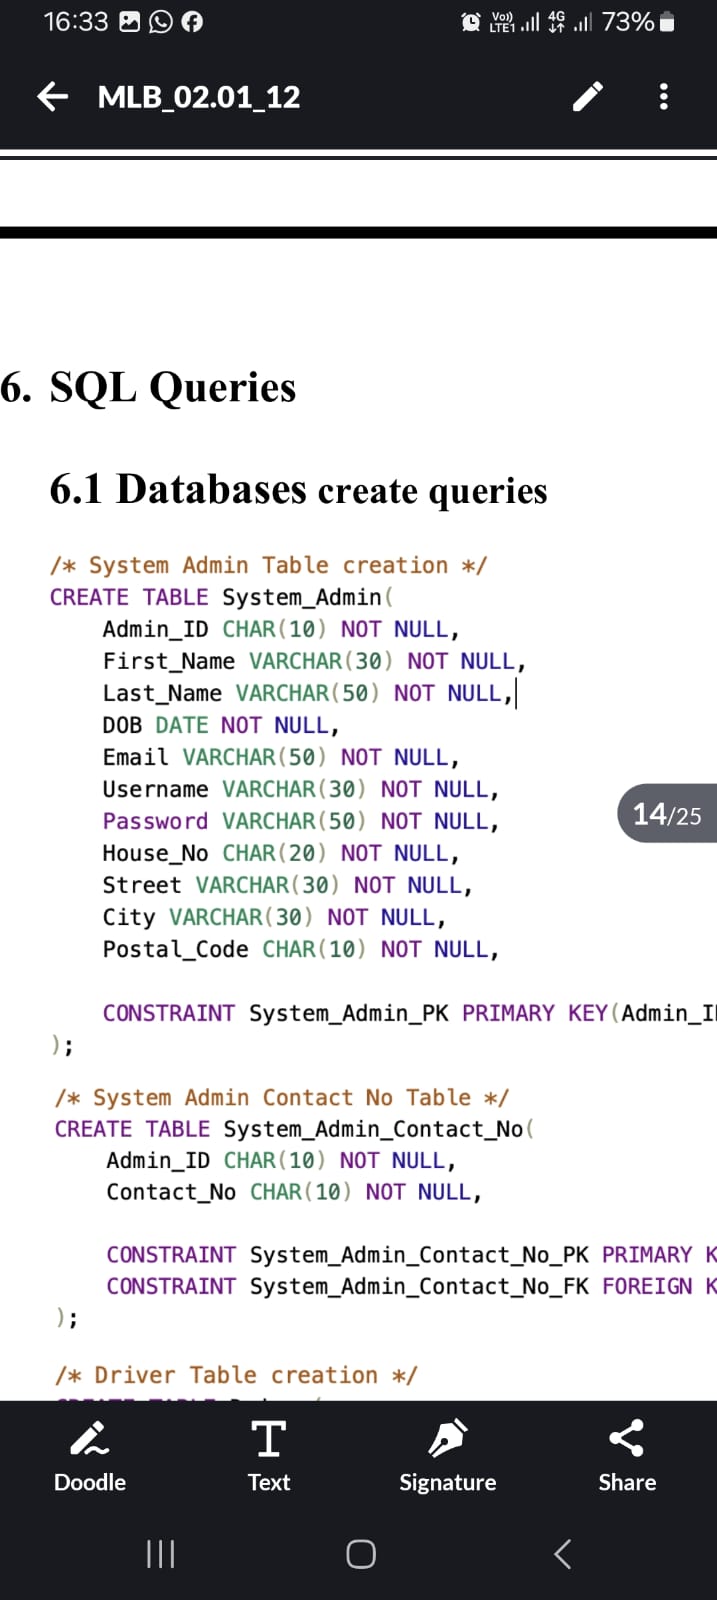 16:33 Vo)) LTE1 4G 73%
MLB_02.01_12
6. SQL Queries
6.1 Databases create queries
/* System Admin Table creation */
CREATE TABLE System_Admin(
Admin_ID CHAR(10) NOT NULL,
First_Name VARCHAR(30) NOT NULL,
Last_Name VARCHAR(50) NOT NULL,
DOB DATE NOT NULL,
Email VARCHAR(50) NOT NULL,
Username VARCHAR(30) NOT NULL,
Password VARCHAR(50) NOT NULL,
14/25
House_No CHAR(20) NOT NULL,
Street VARCHAR(30) NOT NULL,
City VARCHAR(30) NOT NULL,
Postal_Code CHAR(10) NOT NULL,
CONSTRAINT System_Admin_PK PRIMARY KEY(Admin_I
);
/* System Admin Contact No Table */
CREATE TABLE System_Admin_Contact_No(
Admin_ID CHAR(10) NOT NULL,
Contact_No CHAR(10) NOT NULL,
CONSTRAINT System_Admin_Contact_No_PK PRIMARY K
CONSTRAINT System_Admin_Contact_No_FK FOREIGN K
);
/* Driver Table creation */
Doodle Text Signature Share